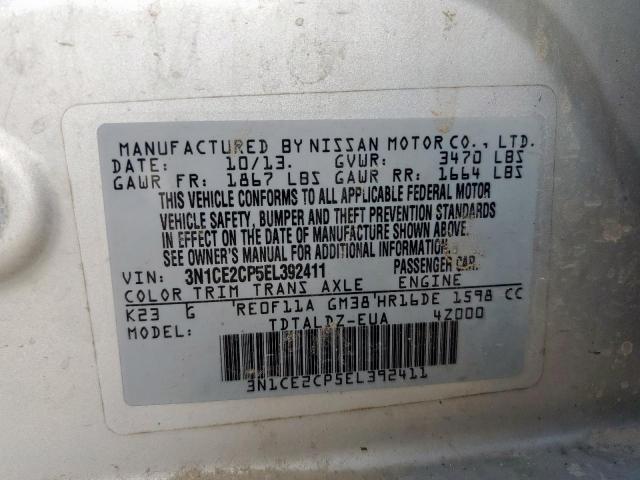 MANUFACTURED BY NISSAN MOTOR CO., LTD.
DATE: 10/13. GVWR: 3470 LBS
GAWR FR: 1867 LBS GAWR RR: 1664 LBS
THIS VEHICLE CONFORMS TO ALL APPLICABLE FEDERAL MOTOR
VEHICLE SAFETY, BUMPER AND THEFT PREVENTION STANDARDS
IN EFFECT ON THE DATE OF MANUFACTURE SHOWN ABOVE.
SEE OWNER'S MANUAL FOR ADDITIONAL INFORMATION.
VIN: 3N1CE2CP5EL392411 PASSENGER CAR
COLOR TRIM TRANS AXLE ENGINE
K23 G RE0F11A GM38 HR16DE 1598 CC
MODEL: TDTALDZ-EUA 4Z000
3N1CE2CP5EL392411